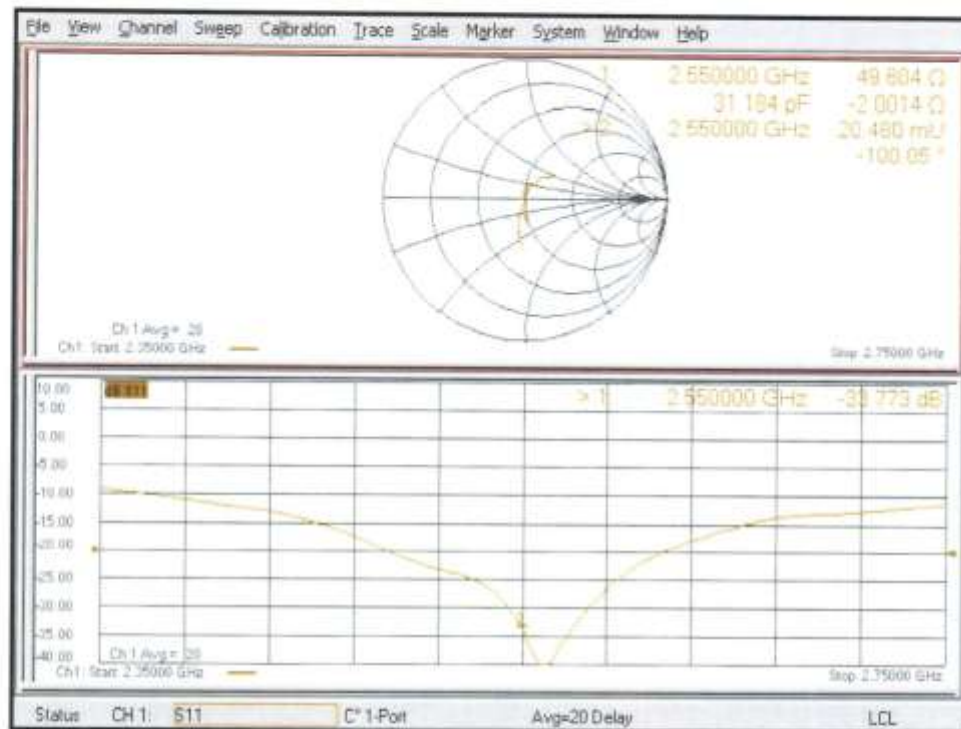 File View Channel Sweep Calibration Trace Scale Marker System Window Help
1 2.550000 GHz 49.604 Ω
31.184 pF -2.0014 Ω
>2 2.550000 GHz 20.480 mU
-100.05 °
Ch 1 Avg = 20
Ch1: Start 2.35000 GHz
Stop 2.75000 GHz
10.00
5.00
0.00
-5.00
-10.00
-15.00
-20.00
-25.00
-30.00
-35.00
-40.00
dB S11
> 1 2.550000 GHz -33.773 dB
1
Ch 1 Avg = 20
Ch1: Start 2.35000 GHz
Stop 2.75000 GHz
Status CH 1: S11 C* 1-Port Avg=20 Delay LCL